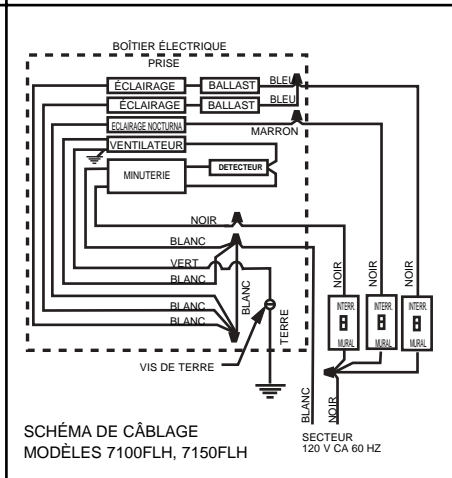 BOÎTIER ÉLECTRIQUE
PRISE
ÉCLAIRAGE
BALLAST
BLEU
ÉCLAIRAGE
BALLAST
BLEU
ECLAIRAGE NOCTURNA
MARRON
VENTILATEUR
DETECTEUR
MINUTERIE
NOIR
BLANC
VERT
BLANC
BLANC
BLANC
BLANC
TERRE
NOIR
NOIR
NOIR
INTERR.
MURAL
INTERR.
MURAL
INTERR.
MURAL
VIS DE TERRE
BLANC
NOIR
SECTEUR
120 V CA 60 HZ
SCHÉMA DE CÂBLAGE
MODÈLES 7100FLH, 7150FLH